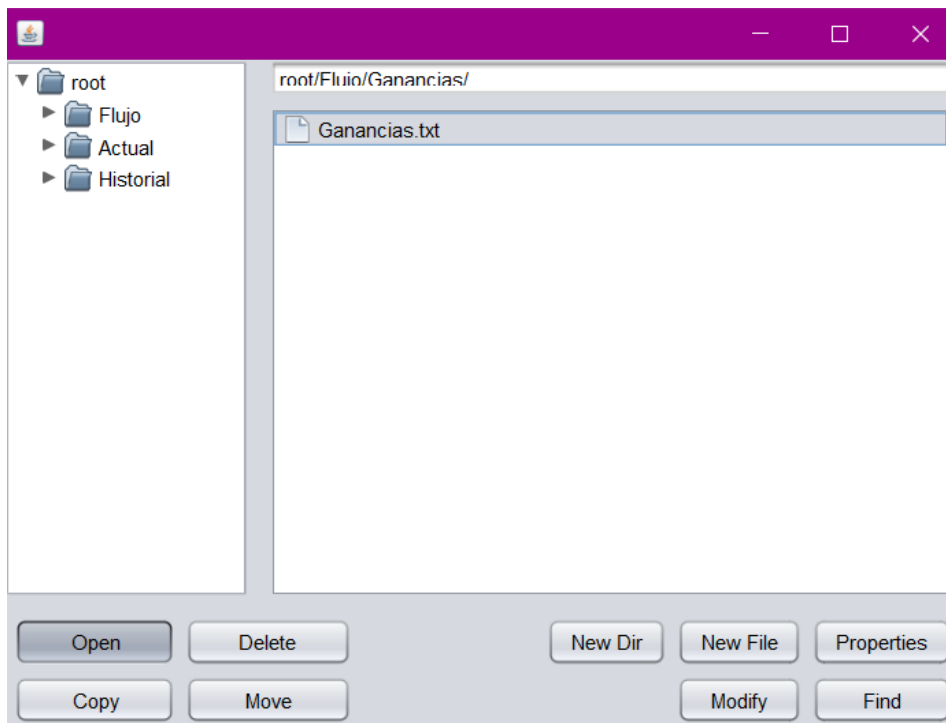 root
Flujo
Actual
Historial
root/Flujo/Ganancias/
Ganancias.txt
Open Delete New Dir New File Properties
Copy Move Modify Find